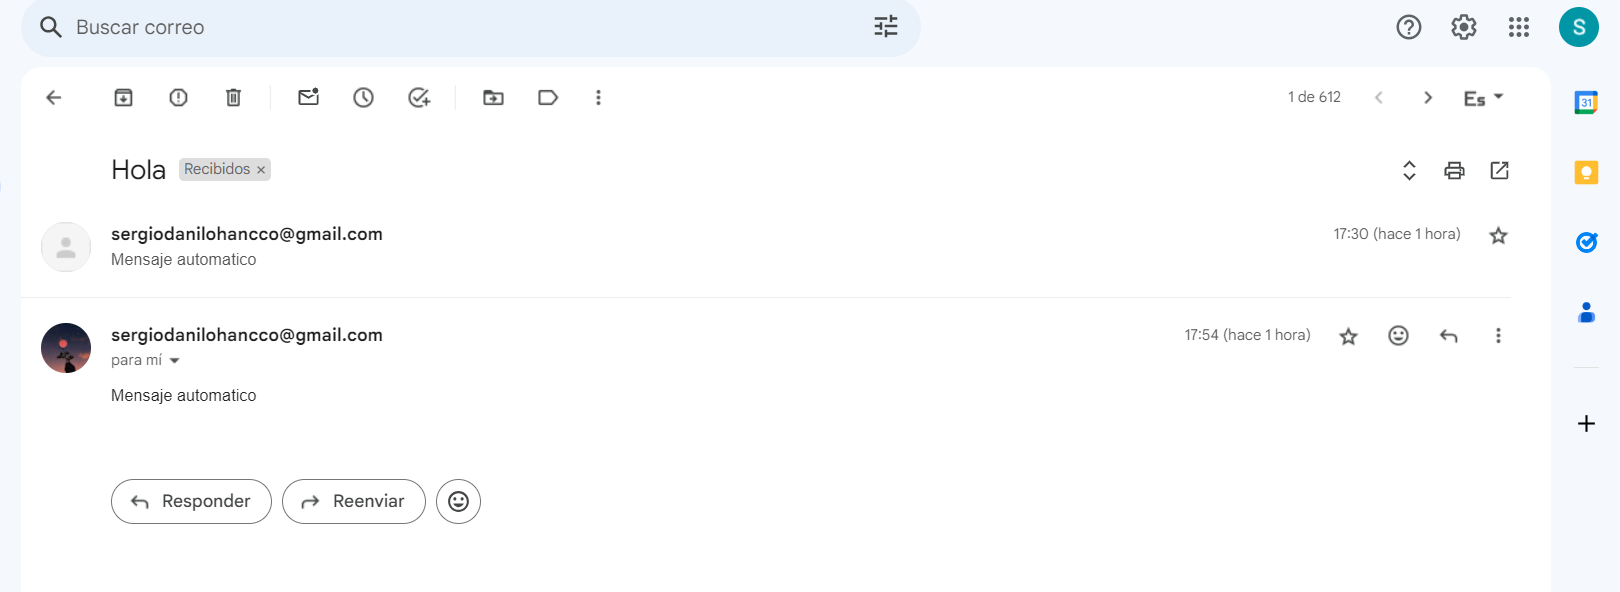 Buscar correo
S
1 de 612
Es
31
Hola
Recibidos ×
sergiodanilohancco@gmail.com
17:30 (hace 1 hora)
Mensaje automatico
sergiodanilohancco@gmail.com
17:54 (hace 1 hora)
para mí
Mensaje automatico
Responder
Reenviar